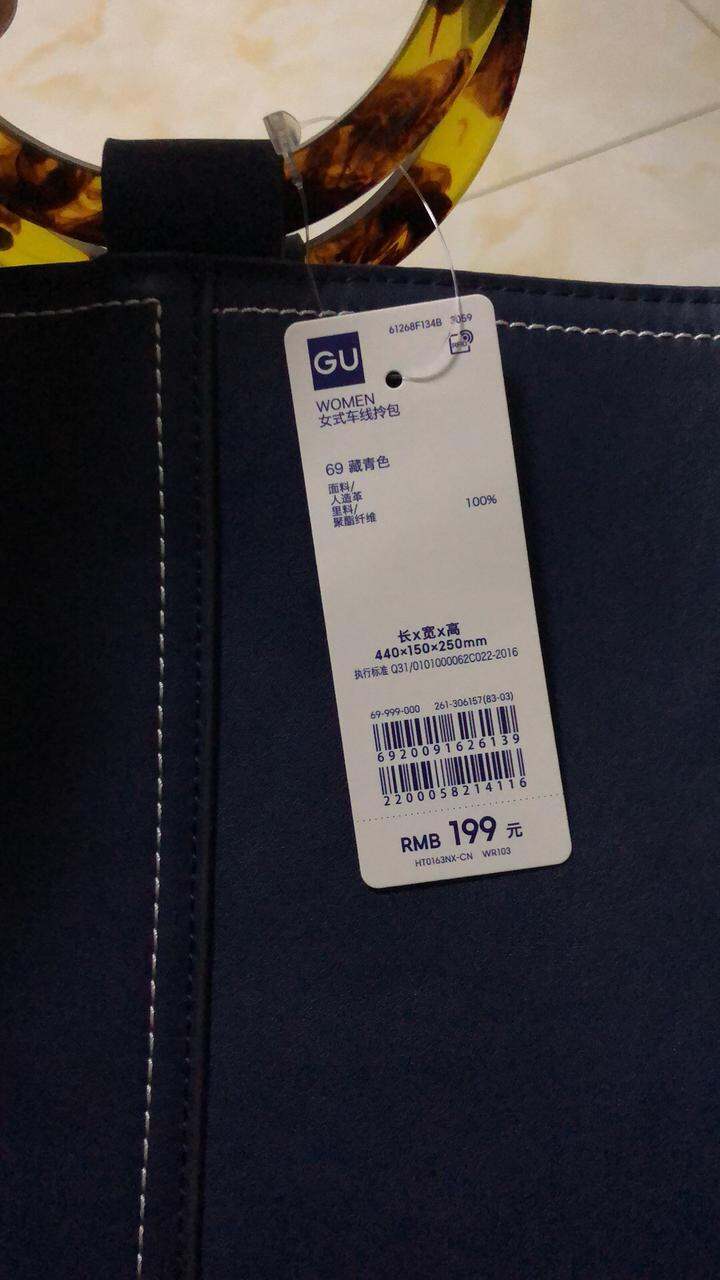 61268F134B 3059
GU
RFID
WOMEN
女式车线拎包
69 藏青色
面料/
人造革
里料/
聚酯纤维 100%
长x宽x高
440×150×250mm
执行标准 Q31/0101000062C022-2016
69-999-000 261-306157(83-03)
6920091626139
2200058214116
RMB 199 元
HT0163NX-CN WR103